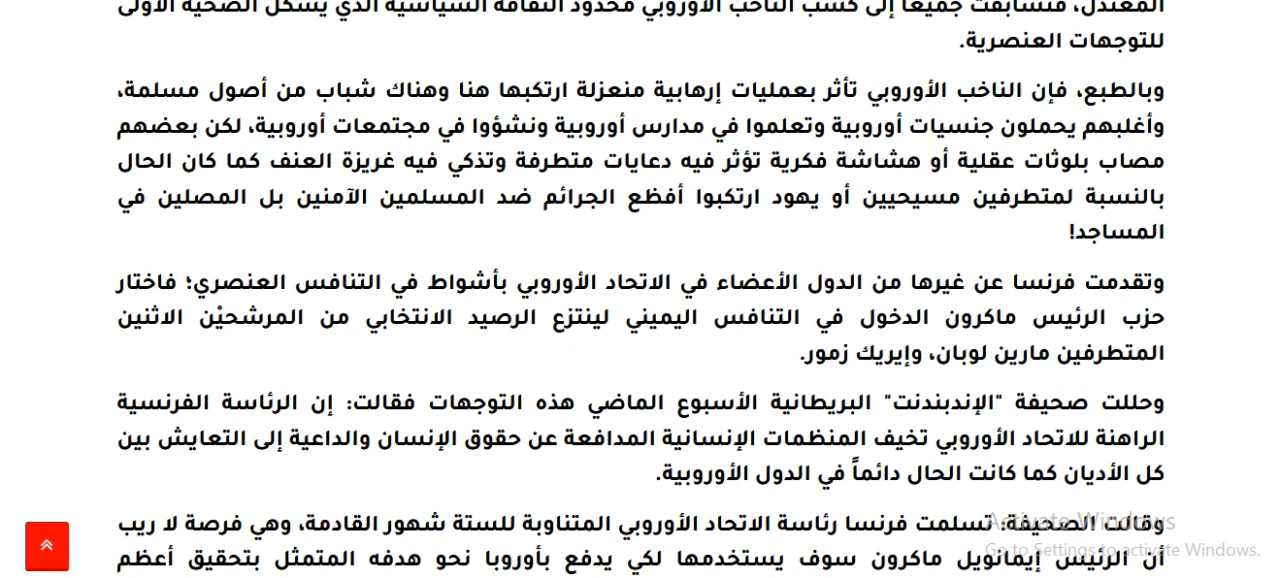 المعتدل، فتسابقت جميعاً إلى كسب الناخب الأوروبي محدود الثقافة السياسية الذي يشكل الضحية الأولى
للتوجهات العنصرية.
وبالطبع، فإن الناخب الأوروبي تأثر بعمليات إرهابية منعزلة ارتكبها هنا وهناك شباب من أصول مسلمة،
وأغلبهم يحملون جنسيات أوروبية وتعلموا في مدارس أوروبية ونشؤوا في مجتمعات أوروبية، لكن بعضهم
مصاب بلوثات عقلية أو هشاشة فكرية تؤثر فيه دعايات متطرفة وتذكي فيه غريزة العنف كما كان الحال
بالنسبة لمتطرفين مسيحيين أو يهود ارتكبوا أفظع الجرائم ضد المسلمين الآمنين بل المصلين في
المساجد!
وتقدمت فرنسا عن غيرها من الدول الأعضاء في الاتحاد الأوروبي بأشواط في التنافس العنصري؛ فاختار
حزب الرئيس ماكرون الدخول في التنافس اليميني لينتزع الرصيد الانتخابي من المرشحيْن الاثنين
المتطرفين مارين لوبان، وإيريك زمور.
وحللت صحيفة "الإندبندنت" البريطانية الأسبوع الماضي هذه التوجهات فقالت: إن الرئاسة الفرنسية
الراهنة للاتحاد الأوروبي تخيف المنظمات الإنسانية المدافعة عن حقوق الإنسان والداعية إلى التعايش بين
كل الأديان كما كانت الحال دائماً في الدول الأوروبية.
وقالت الصحيفة: تسلمت فرنسا رئاسة الاتحاد الأوروبي المتناوبة للستة شهور القادمة، وهي فرصة لا ريب
أن الرئيس إيمانويل ماكرون سوف يستخدمها لكي يدفع بأوروبا نحو هدفه المتمثل بتحقيق أعظم
Activate Windows
Go to Settings to activate Windows.